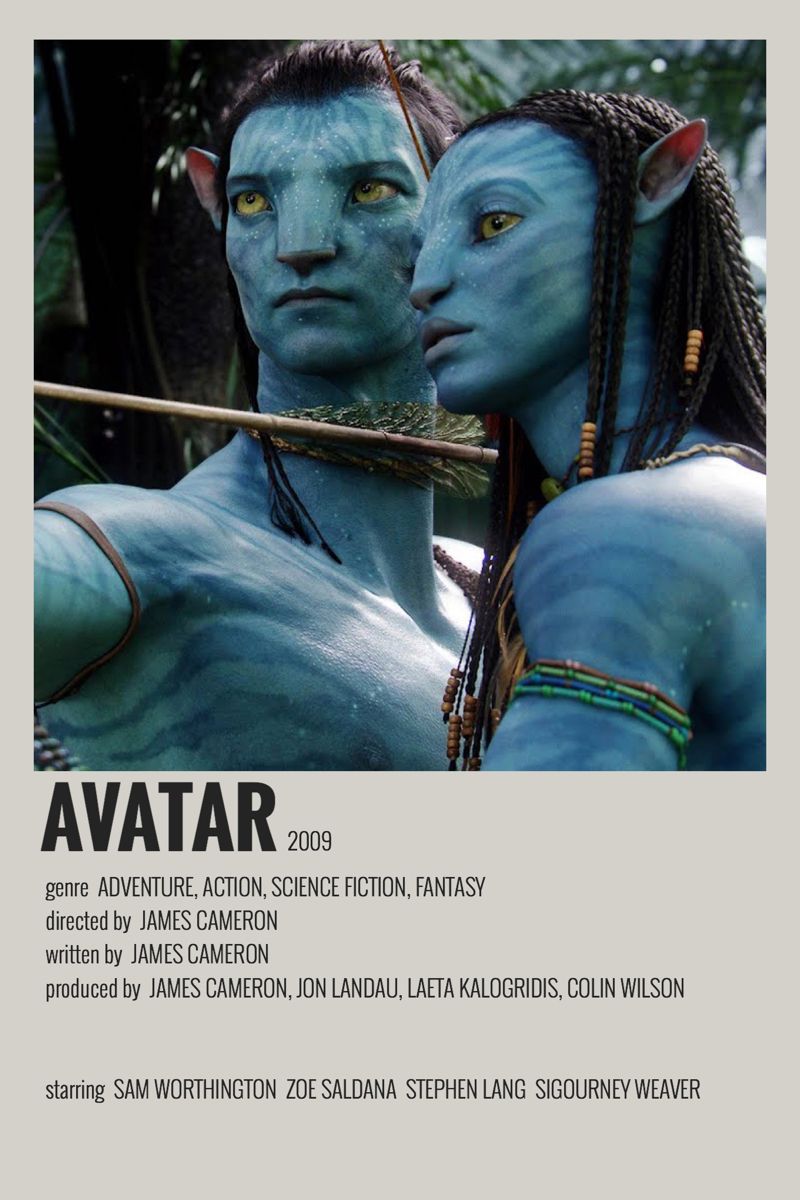 AVATAR 2009
genre ADVENTURE, ACTION, SCIENCE FICTION, FANTASY
directed by JAMES CAMERON
written by JAMES CAMERON
produced by JAMES CAMERON, JON LANDAU, LAETA KALOGRIDIS, COLIN WILSON
starring SAM WORTHINGTON ZOE SALDANA STEPHEN LANG SIGOURNEY WEAVER